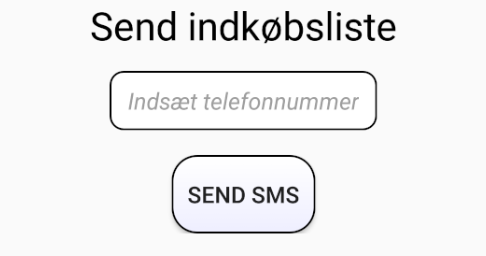 Send indkøbsliste
Indsæt telefonnummer
SEND SMS